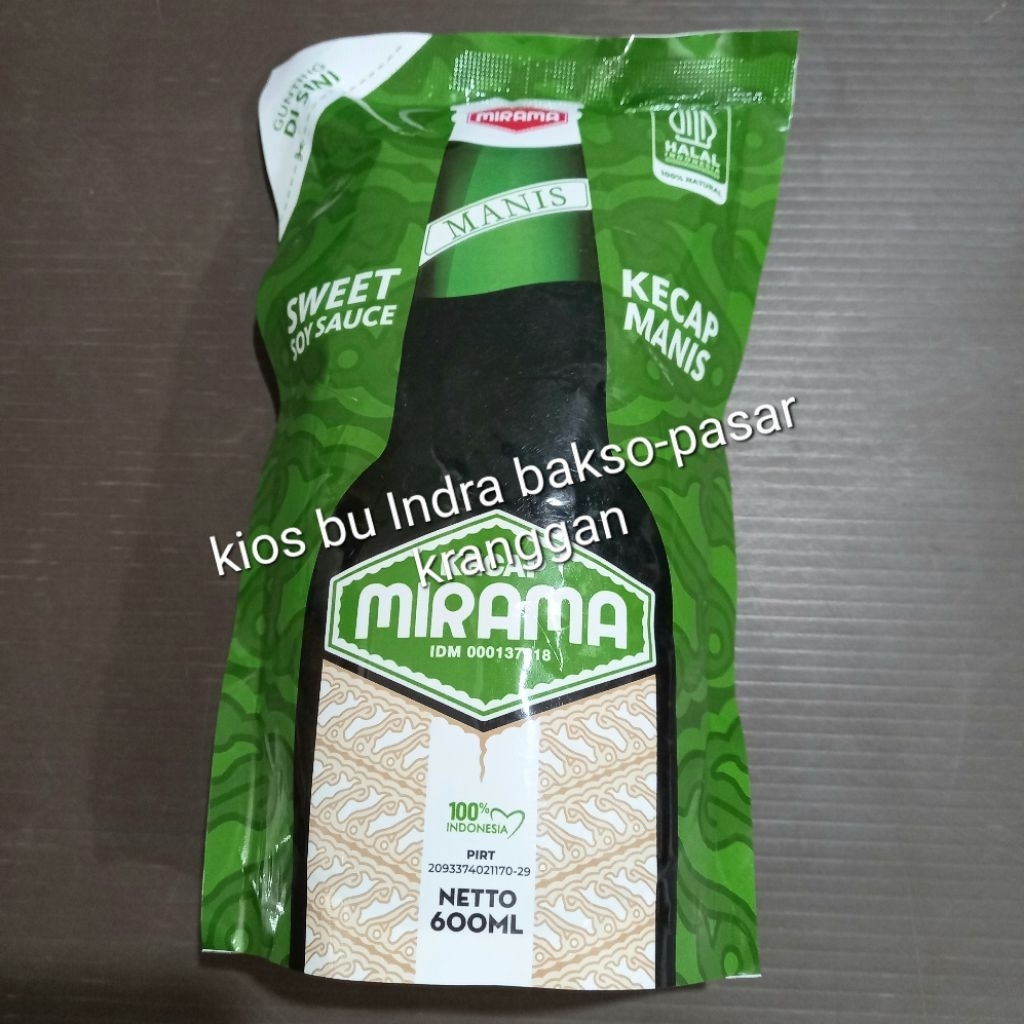 GUNTING
DI SINI
MIRAMA
MANIS
HALAL
INDONESIA
100% NATURAL
SWEET
SOY SAUCE
KECAP
MANIS
kios bu Indra bakso-pasar
kranggan
MIRAMA
IDM
100%
INDONESIA
PIRT
2093374021170-29
NETTO
600ML